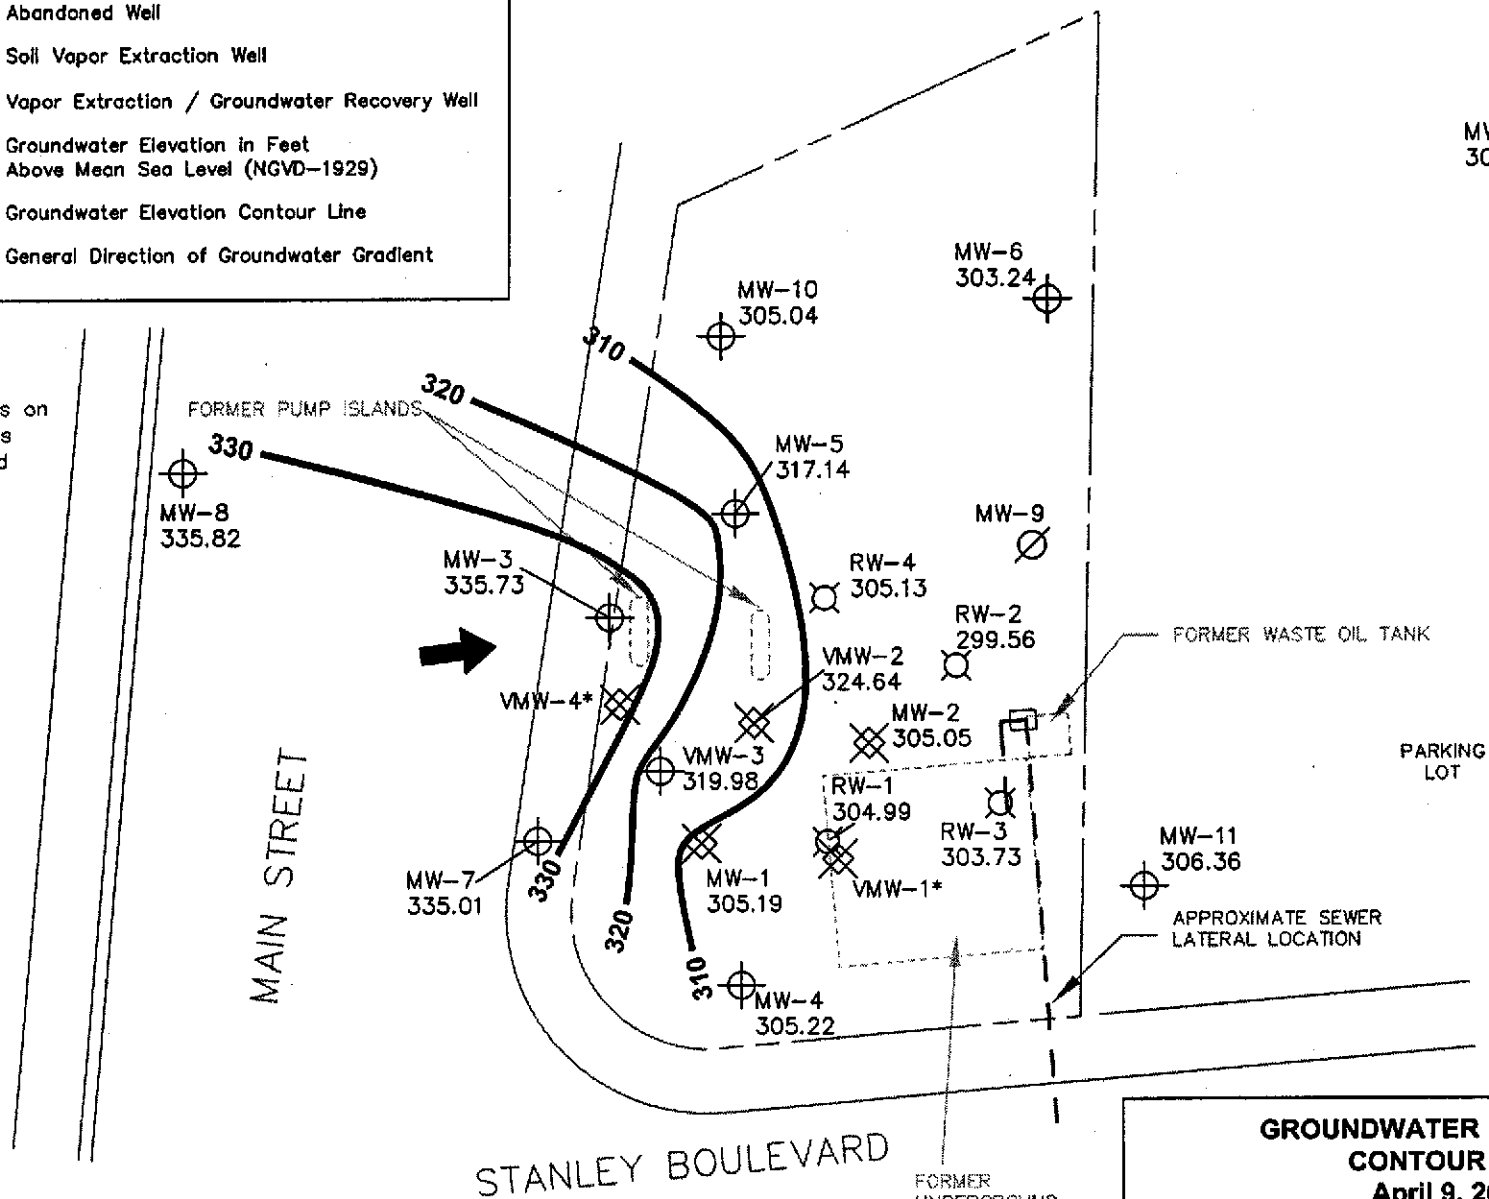 Abandoned Well
Soil Vapor Extraction Well
Vapor Extraction / Groundwater Recovery Well
Groundwater Elevation in Feet
Above Mean Sea Level (NGVD-1929)
Groundwater Elevation Contour Line
General Direction of Groundwater Gradient
s on
s
d
MW-6
303.24
MW-10
305.04
310
320
FORMER PUMP ISLANDS
330
MW-5
317.14
MW-8
335.82
MW-9
MW-3
335.73
RW-4
305.13
RW-2
299.56
FORMER WASTE OIL TANK
VMW-2
324.64
VMW-4*
MW-2
305.05
VMW-3
319.98
PARKING
LOT
RW-1
304.99
RW-3
303.73
MW-11
306.36
MW-7
335.01
330
MW-1
305.19
VMW-1*
320
310
APPROXIMATE SEWER
LATERAL LOCATION
MAIN STREET
MW-4
305.22
STANLEY BOULEVARD
FORMER
GROUNDWATER
CONTOUR
April 9,